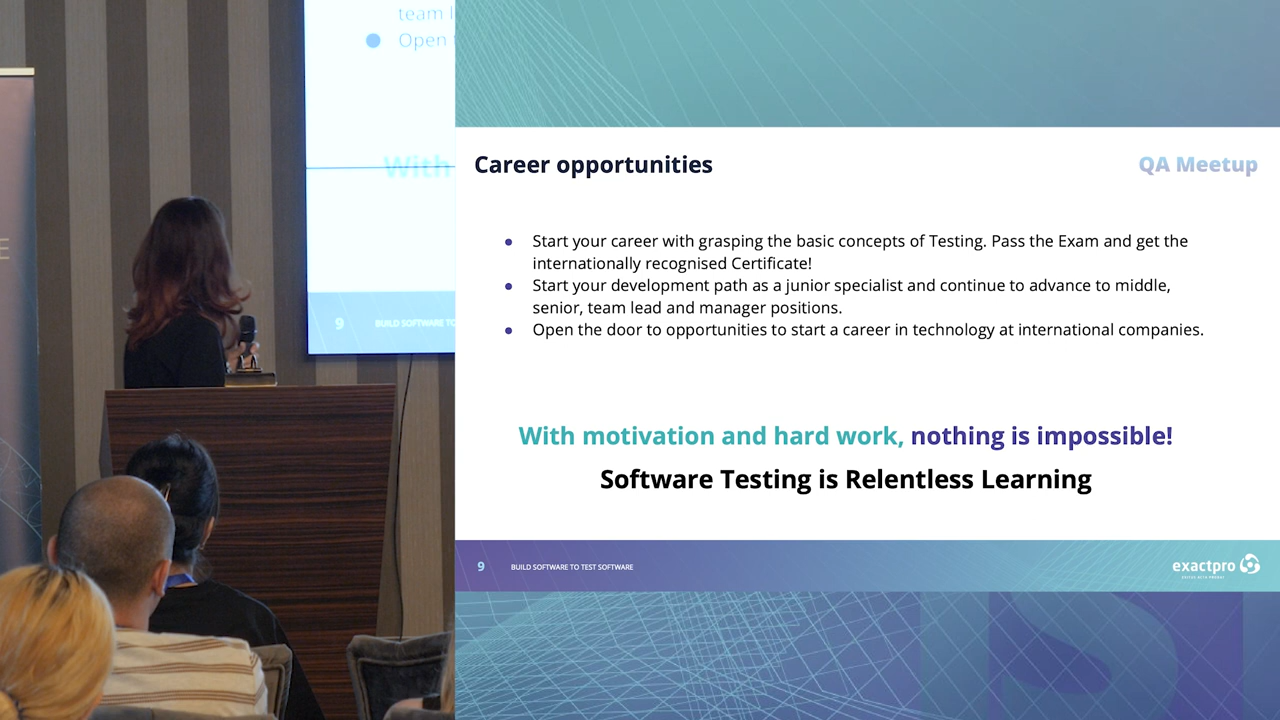 team l
Open
With
9
BUILD SOFTWARE TO
E
Career opportunities
QA Meetup
Start your career with grasping the basic concepts of Testing. Pass the Exam and get the
internationally recognised Certificate!
Start your development path as a junior specialist and continue to advance to middle,
senior, team lead and manager positions.
Open the door to opportunities to start a career in technology at international companies.
With motivation and hard work, nothing is impossible!
Software Testing is Relentless Learning
9
BUILD SOFTWARE TO TEST SOFTWARE
exactpro